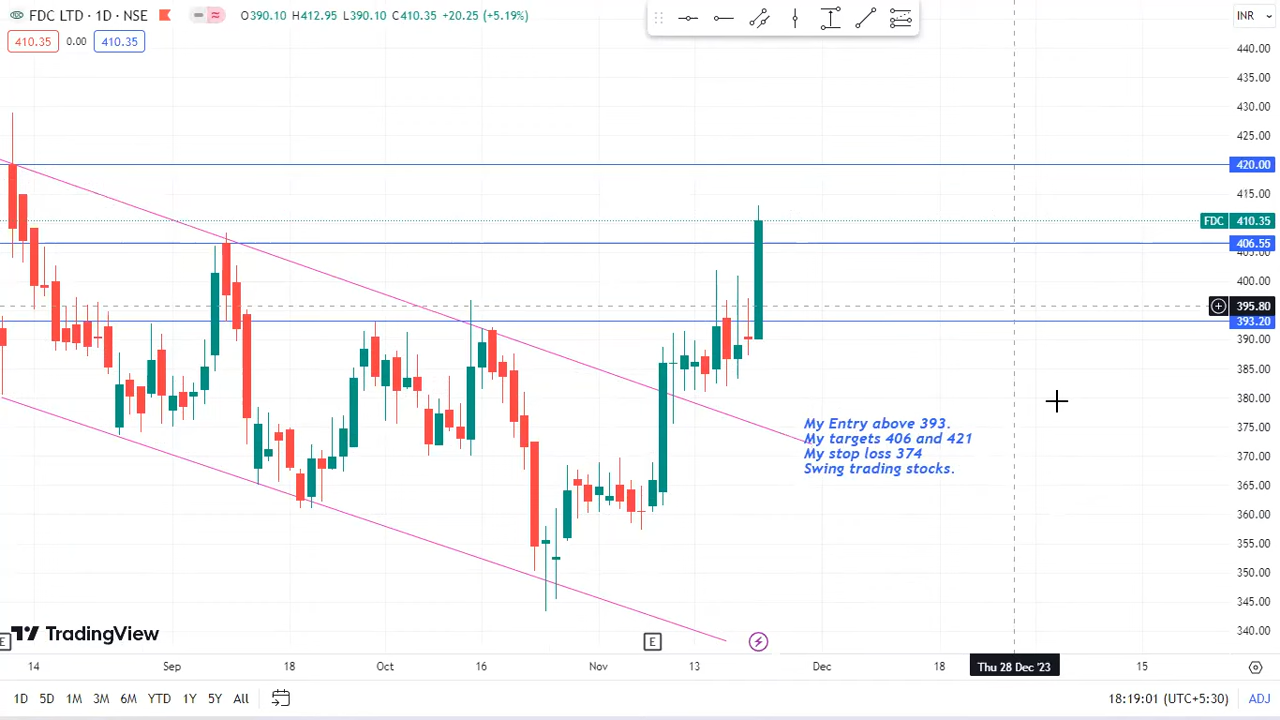 FDC LTD · 1D · NSE O390.10 H412.95 L390.10 C410.35 +20.25 (+5.19%) INR
410.35 0.00 410.35
440.00
435.00
430.00
425.00
420.00
415.00
FDC 410.35
406.55
405.00
400.00
395.80
393.20
390.00
385.00
380.00
375.00
370.00
365.00
360.00
355.00
350.00
345.00
340.00
My Entry above 393.
My targets 406 and 421
My stop loss 374
Swing trading stocks.
E E
TradingView
14 Sep 18 Oct 16 Nov 13 Dec 18 Thu 28 Dec '23 15
1D 5D 1M 3M 6M YTD 1Y 5Y All 18:19:01 (UTC+5:30) ADJ